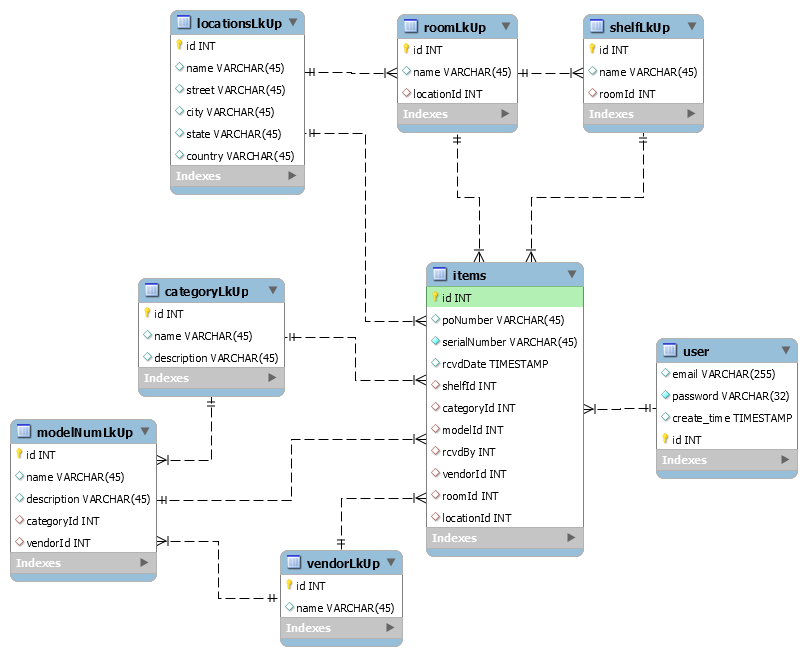 locationsLkUp
id INT
name VARCHAR(45)
street VARCHAR(45)
city VARCHAR(45)
state VARCHAR(45)
country VARCHAR(45)
Indexes
roomLkUp
id INT
name VARCHAR(45)
locationId INT
Indexes
shelfLkUp
id INT
name VARCHAR(45)
roomId INT
Indexes
items
id INT
poNumber VARCHAR(45)
serialNumber VARCHAR(45)
rcvdDate TIMESTAMP
shelfId INT
categoryId INT
modelId INT
rcvdBy INT
vendorId INT
roomId INT
locationId INT
Indexes
categoryLkUp
id INT
name VARCHAR(45)
description VARCHAR(45)
Indexes
user
email VARCHAR(255)
password VARCHAR(32)
create_time TIMESTAMP
id INT
Indexes
modelNumLkUp
id INT
name VARCHAR(45)
description VARCHAR(45)
categoryId INT
vendorId INT
Indexes
vendorLkUp
id INT
name VARCHAR(45)
Indexes